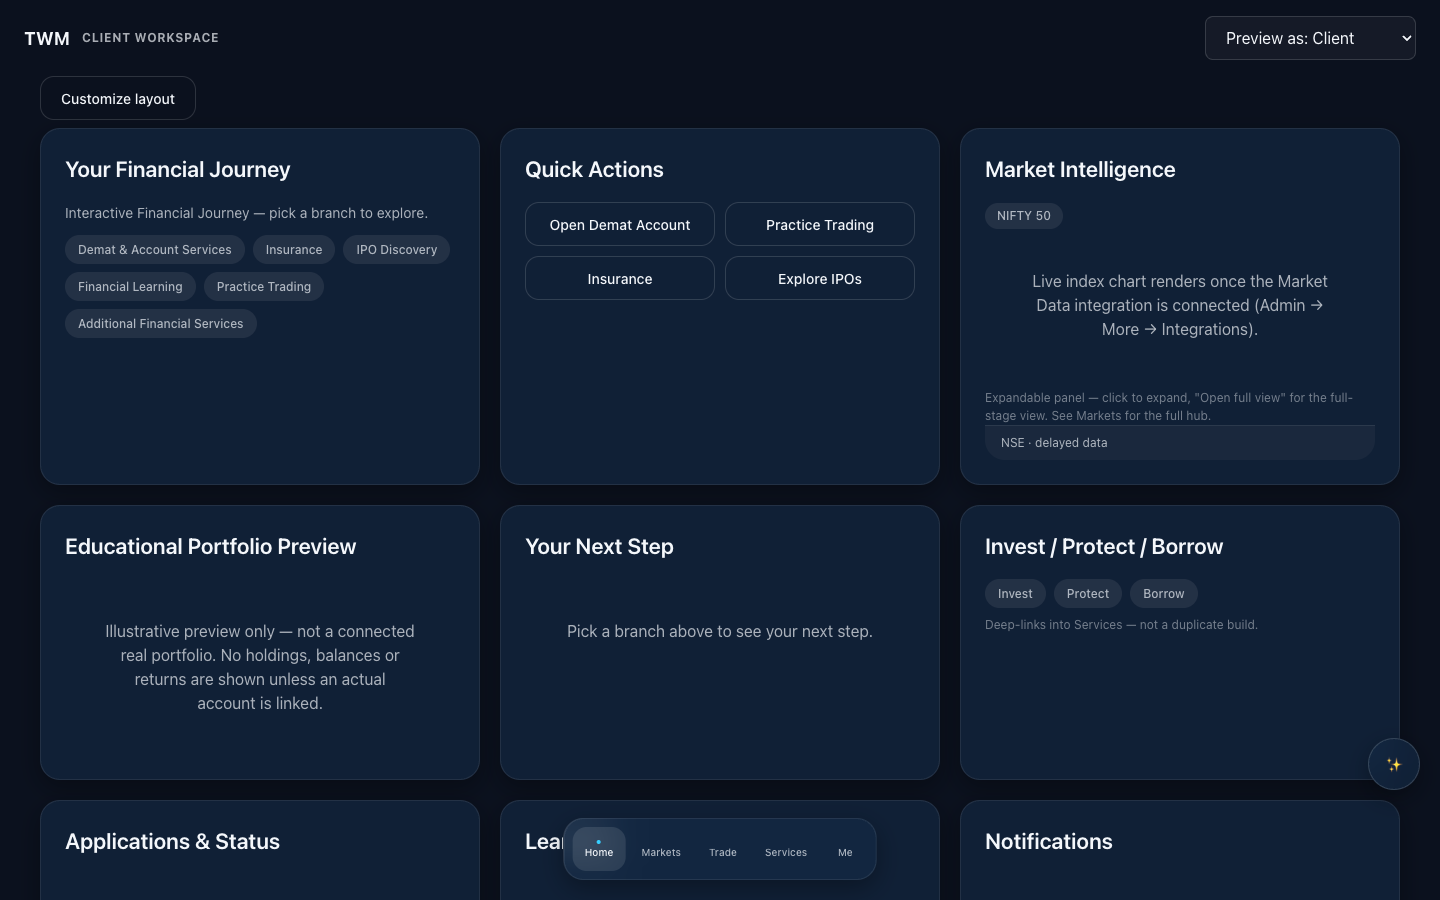 TWM CLIENT WORKSPACE
Preview as: Client
Customize layout
Your Financial Journey
Interactive Financial Journey — pick a branch to explore.
Demat & Account Services
Insurance
IPO Discovery
Financial Learning
Practice Trading
Additional Financial Services
Quick Actions
Open Demat Account
Practice Trading
Insurance
Explore IPOs
Market Intelligence
NIFTY 50
Live index chart renders once the Market
Data integration is connected (Admin →
More → Integrations).
Expandable panel — click to expand, "Open full view" for the full-
stage view. See Markets for the full hub.
NSE · delayed data
Educational Portfolio Preview
Illustrative preview only — not a connected
real portfolio. No holdings, balances or
returns are shown unless an actual
account is linked.
Your Next Step
Pick a branch above to see your next step.
Invest / Protect / Borrow
Invest
Protect
Borrow
Deep-links into Services — not a duplicate build.
Applications & Status
Notifications
Home
Markets
Trade
Services
Me